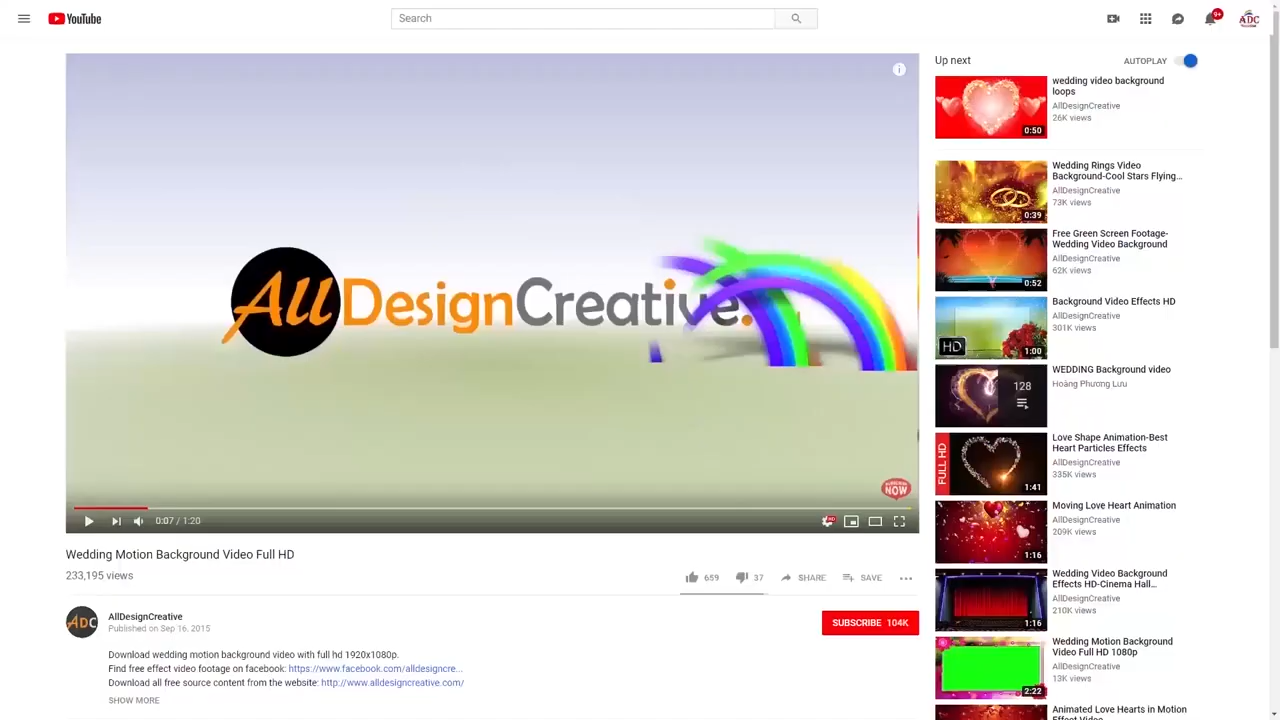 YouTube
Search
9+
ADC
AllDesignCreative.
SUBSCRIBE
NOW
0:07 / 1:20
HD
Wedding Motion Background Video Full HD
233,195 views
659
37
SHARE
SAVE
ADC
AllDesignCreative
Published on Sep 16, 2015
SUBSCRIBE 104K
Download wedding motion background video with full hd 1920x1080p.
Find free effect video footage on facebook: https://www.facebook.com/alldesigncre...
Download all free source content from the website: http://www.alldesigncreative.com/
SHOW MORE
Up next
AUTOPLAY
0:50
wedding video background
loops
AllDesignCreative
26K views
0:39
Wedding Rings Video
Background-Cool Stars Flying…
AllDesignCreative
73K views
0:52
Free Green Screen Footage-
Wedding Video Background
AllDesignCreative
62K views
HD
1:00
Background Video Effects HD
AllDesignCreative
301K views
128
WEDDING Background video
Hoàng Phương Lưu
FULL HD
1:41
Love Shape Animation-Best
Heart Particles Effects
AllDesignCreative
335K views
1:16
Moving Love Heart Animation
AllDesignCreative
209K views
1:16
Wedding Video Background
Effects HD-Cinema Hall…
AllDesignCreative
210K views
2:22
Wedding Motion Background
Video Full HD 1080p
AllDesignCreative
13K views
Animated Love Hearts in Motion
Effect Video